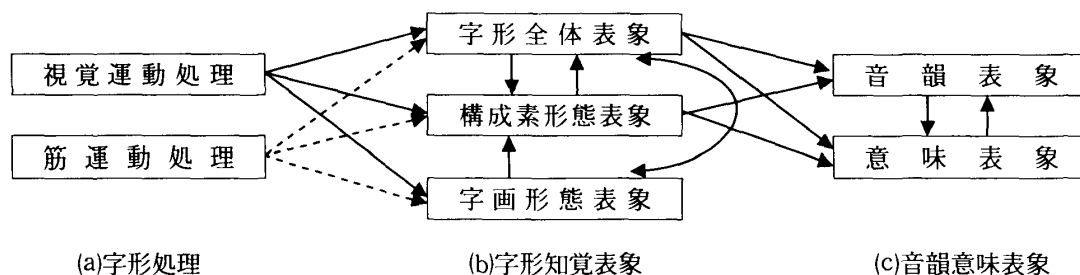 視覚運動処理
筋運動処理
字形全体表象
構成素形態表象
字画形態表象
音韻表象
意味表象
(a)字形処理
(b)字形知覚表象
(c)音韻意味表象